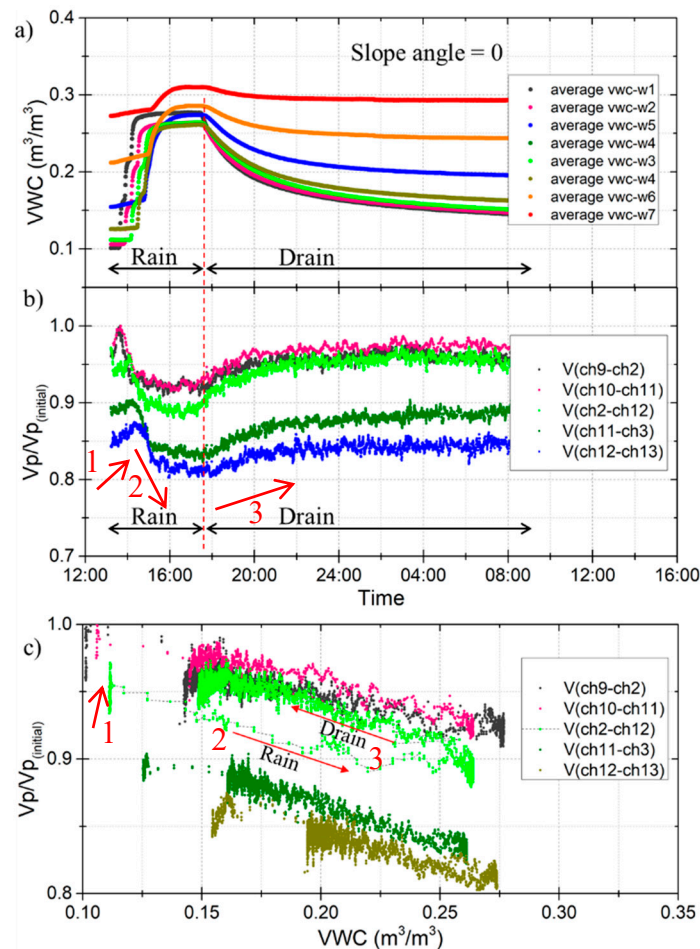 a)
0.4
0.3
0.2
0.1
VWC (m³/m³)
Slope angle = 0
average vwc-w1
average vwc-w2
average vwc-w5
average vwc-w4
average vwc-w3
average vwc-w4
average vwc-w6
average vwc-w7
Rain
Drain
b)
1.0
0.9
0.8
0.7
Vp/Vp(initial)
V(ch9-ch2)
V(ch10-ch11)
V(ch2-ch12)
V(ch11-ch3)
V(ch12-ch13)
1
2
3
Rain
Drain
12:00 16:00 20:00 24:00 04:00 08:00 12:00 16:00
Time
c)
1.0
0.9
0.8
Vp/Vp(initial)
V(ch9-ch2)
V(ch10-ch11)
V(ch2-ch12)
V(ch11-ch3)
V(ch12-ch13)
1
2
Rain
Drain
3
0.10 0.15 0.20 0.25 0.30 0.35
VWC (m³/m³)